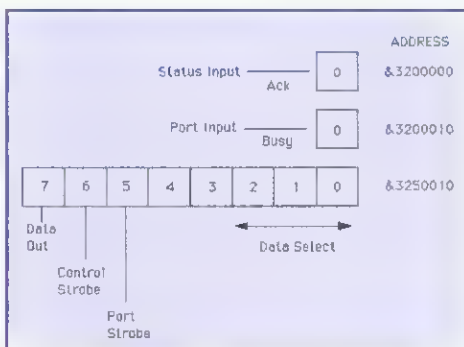 ADDRESS
Status Input Ack 0 &3200000
Port Input Busy 0 &3200010
7 6 5 4 3 2 1 0 &3250010
Data Out
Data Select
Control Strobe
Port Strobe